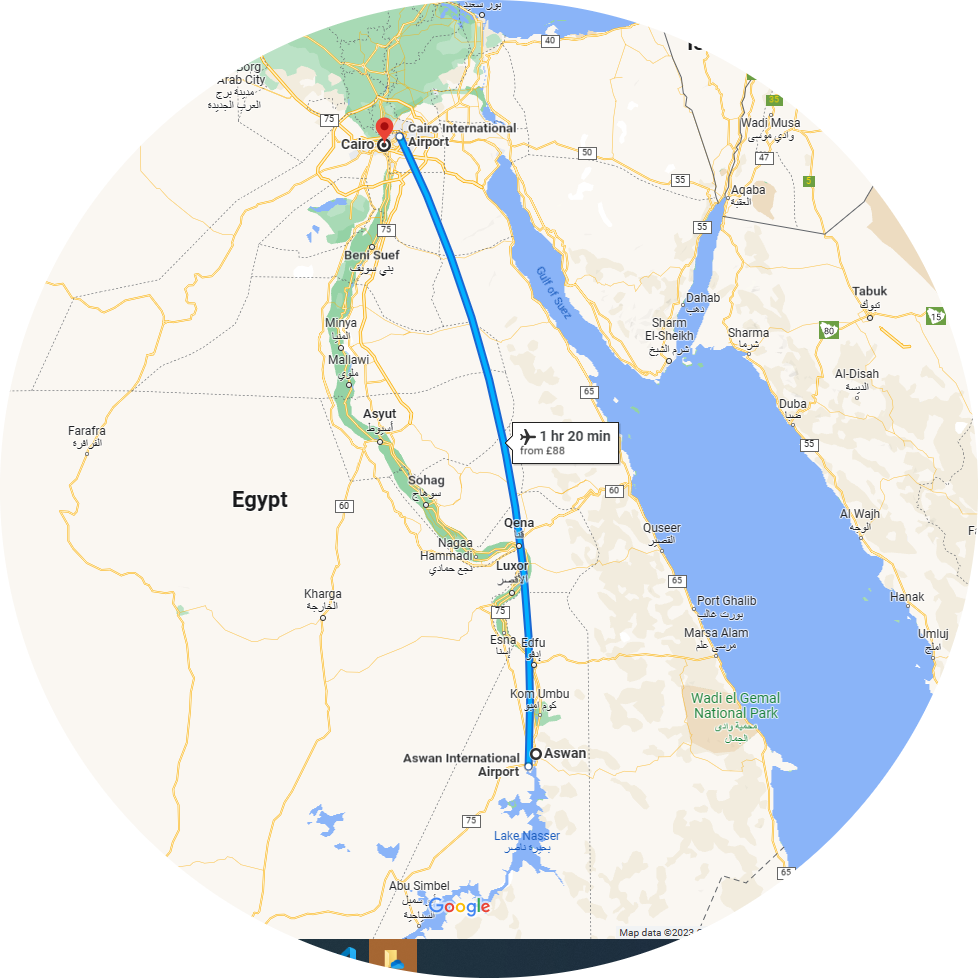 بور سعيد
40
Borg
Arab City
مدينة برج
العرب الجديدة
75
Cairo International
Airport
Cairo
35
Wadi Musa
وادي موسى
50
47
55
5
Aqaba
العقبة
75
55
Beni Suef
بني سويف
Gulf of Suez
Dahab
دهب
Tabuk
تبوك
15
80
Minya
المنيا
Sharm
El-Sheikh
شرم الشيخ
Sharma
شرما
Mallawi
ملوي
Al-Disah
الديسة
65
Duba
ضبا
Asyut
أسيوط
Farafra
الفرافرة
1 hr 20 min
from £88
55
Sohag
سوهاج
60
Egypt
60
Qena
قنا
Quseer
القصير
Al Wajh
الوجه
Nagaa
Hammadi
نجع حمادي
Luxor
الأقصر
65
Kharga
الخارجة
75
Port Ghalib
بورت غالب
Hanak
Esna
إسنا
Edfu
إدفو
Marsa Alam
مرسى علم
Umluj
املج
Kom Umbu
كوم أمبو
Wadi el Gemal
National Park
محمية وادى
الجمال
Aswan International
Airport
Aswan
75
Lake Nasser
بحيرة ناصر
65
Abu Simbel
السياحية
Google
Map data ©2023